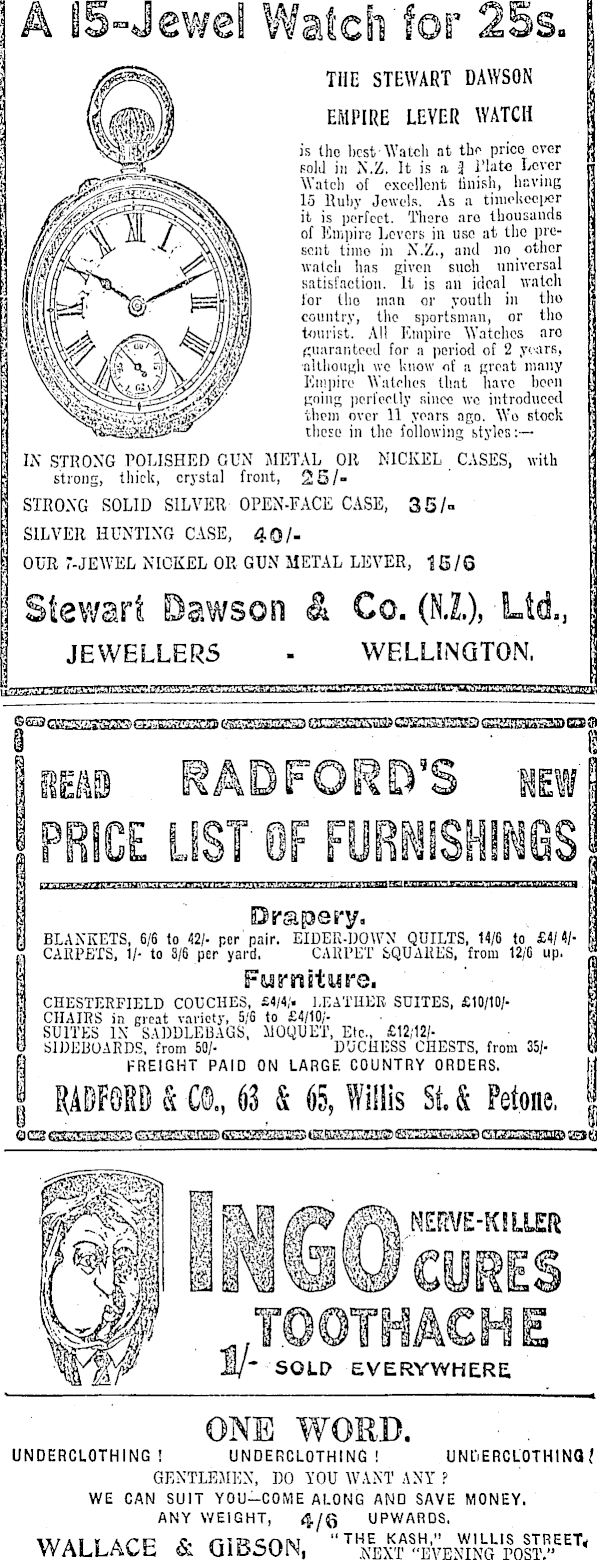 A 15-Jewel Watch for 25s.
THE STEWART DAWSON
EMPIRE LEVER WATCH
is the best Watch at the price ever
sold in N.Z. It is a ¾ Plate Lever
Watch of excellent finish, having
15 Ruby Jewels. As a timekeeper
it is perfect. There are thousands
of Empire Levers in use at the pre-
sent time in N.Z., and no other
watch has given such universal
satisfaction. It is an ideal watch
for the man or youth in the
country, the sportsman, or the
tourist. All Empire Watches are
guaranteed for a period of 2 years,
although we know of a great many
Empire Watches that have been
going perfectly since we introduced
them over 11 years ago. We stock
these in the following styles:—
IN STRONG POLISHED GUN METAL OR NICKEL CASES, with
strong, thick, crystal front, 25/-
STRONG SOLID SILVER OPEN-FACE CASE, 35/-
SILVER HUNTING CASE, 40/-
OUR 7-JEWEL NICKEL OR GUN METAL LEVER, 15/6
Stewart Dawson & Co. (N.Z.), Ltd.,
JEWELLERS - WELLINGTON.
READ RADFORD'S NEW
PRICE LIST OF FURNISHINGS
Drapery.
BLANKETS, 6/6 to 42/- per pair. EIDER-DOWN QUILTS, 14/6 to £4/4/-
CARPETS, 1/- to 8/6 per yard. CARPET SQUARES, from 12/6 up.
Furniture.
CHESTERFIELD COUCHES, £4/4/- LEATHER SUITES, £10/10/-
CHAIRS in great variety, 5/6 to £4/10/-
SUITES IN SADDLEBAGS, MOQUET, Etc., £12/12/-
SIDEBOARDS, from 50/- DUCHESS CHESTS, from 35/-
FREIGHT PAID ON LARGE COUNTRY ORDERS.
RADFORD & CO., 63 & 65, Willis St. & Petone.
INGO NERVE-KILLER
CURES
TOOTHACHE
1/- SOLD EVERYWHERE
ONE WORD.
UNDERCLOTHING! UNDERCLOTHING! UNDERCLOTHING!
GENTLEMEN, DO YOU WANT ANY?
WE CAN SUIT YOU—COME ALONG AND SAVE MONEY.
ANY WEIGHT, 4/6 UPWARDS.
WALLACE & GIBSON, "THE KASH," WILLIS STREET,
NEXT "EVENING POST."